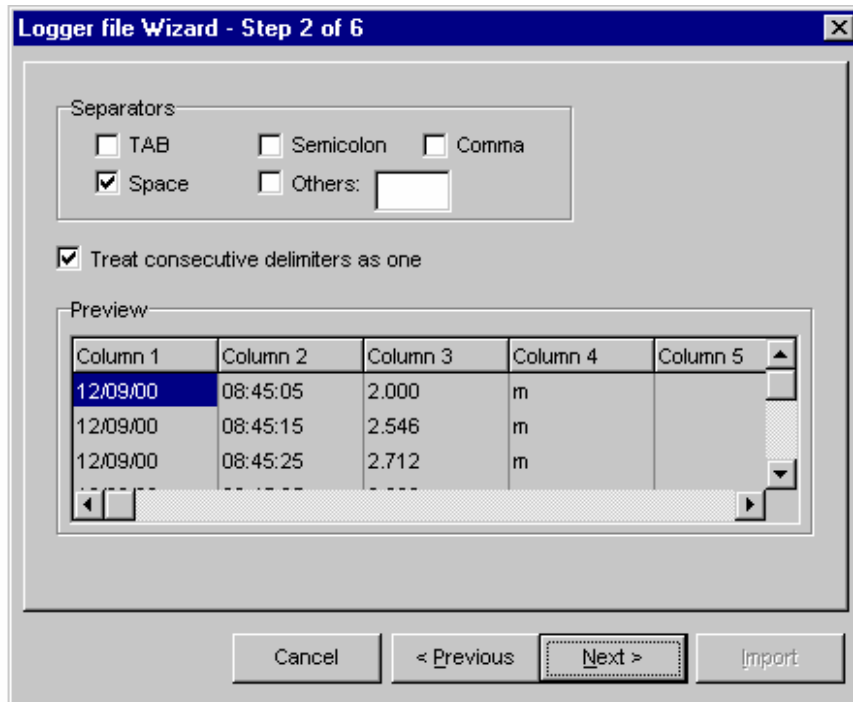 Logger file Wizard - Step 2 of 6
Separators
TAB Semicolon Comma
Space Others:
Treat consecutive delimiters as one
Preview
Column 1 Column 2 Column 3 Column 4 Column 5
12/09/00 08:45:05 2.000 m
12/09/00 08:45:15 2.546 m
12/09/00 08:45:25 2.712 m
Cancel < Previous Next > Import